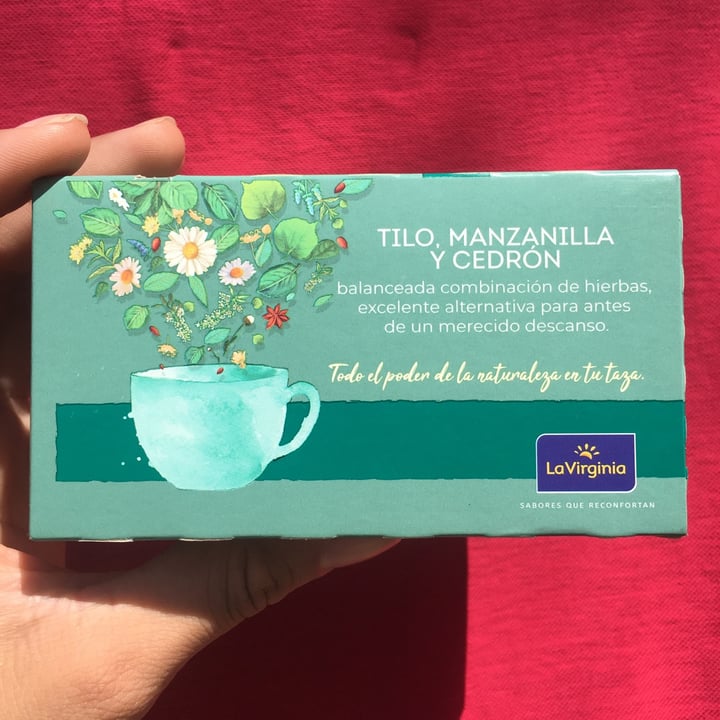 TILO, MANZANILLA
Y CEDRÓN
balanceada combinación de hierbas,
excelente alternativa para antes
de un merecido descanso.
Todo el poder de la naturaleza en tu taza.
LaVirginia
SABORES QUE RECONFORTAN